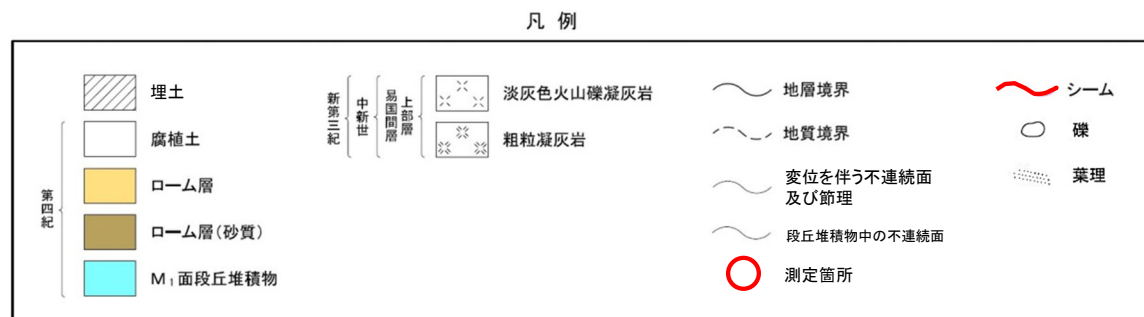 凡 例
第四紀
埋土
腐植土
ローム層
ローム層(砂質)
M₁面段丘堆積物
新第三紀
中新世
易国間層
上部層
淡灰色火山礫凝灰岩
粗粒凝灰岩
地層境界
地質境界
変位を伴う不連続面
及び節理
段丘堆積物中の不連続面
測定箇所
シーム
礫
葉理